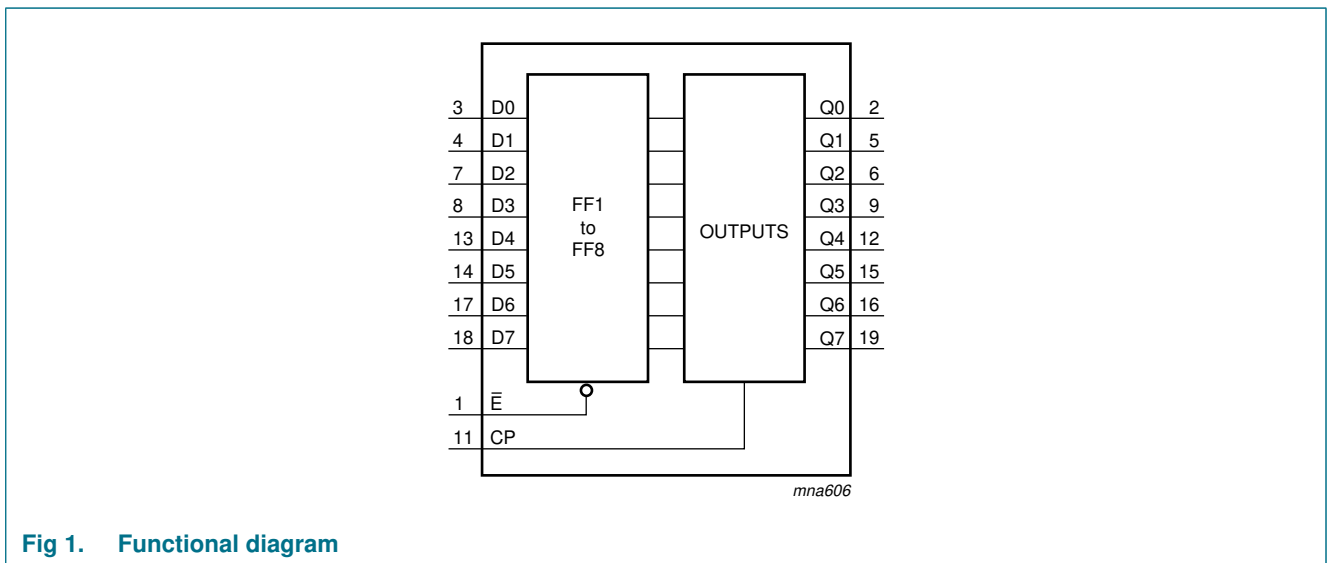 3 D0 Q0 2
4 D1 Q1 5
7 D2 Q2 6
8 D3 FF1 Q3 9
to OUTPUTS
13 D4 FF8 Q4 12
14 D5 Q5 15
17 D6 Q6 16
18 D7 Q7 19
1 E̅
11 CP
mna606
Fig 1. Functional diagram